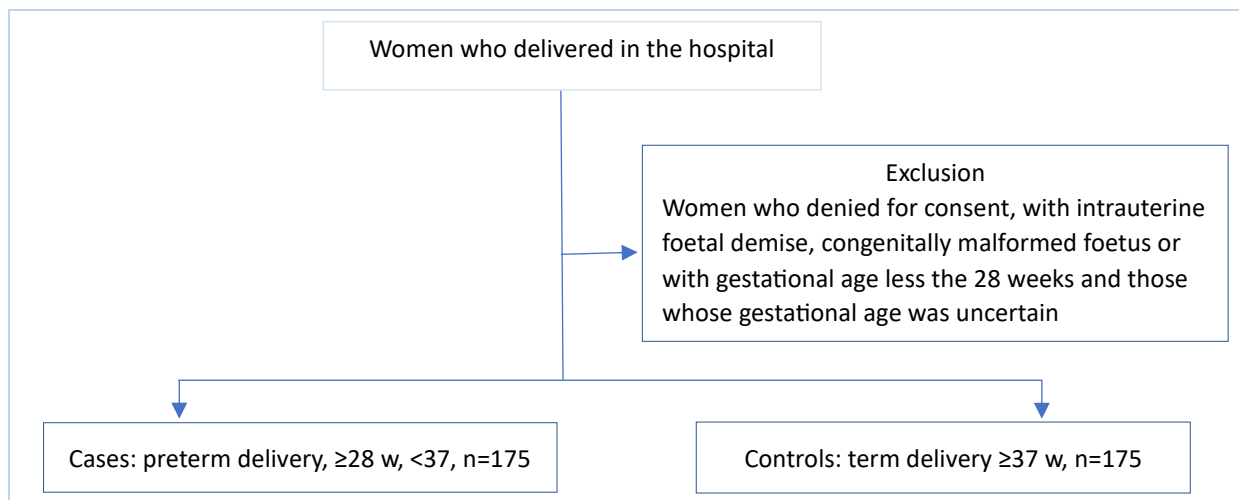 Women who delivered in the hospital
Exclusion
Women who denied for consent, with intrauterine
foetal demise, congenitally malformed foetus or
with gestational age less the 28 weeks and those
whose gestational age was uncertain
Cases: preterm delivery, ≥28 w, <37, n=175
Controls: term delivery ≥37 w, n=175